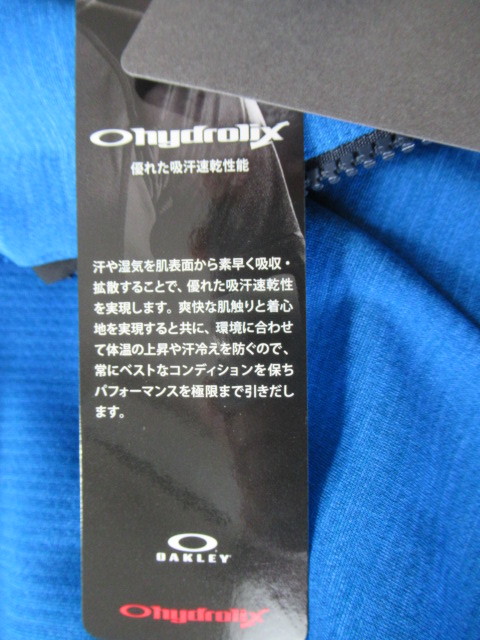 Ohydrolix
優れた吸汗速乾性能
汗や湿気を肌表面から素早く吸収・
拡散することで、優れた吸汗速乾性
を実現します。爽快な肌触りと着心
地を実現すると共に、環境に合わせ
て体温の上昇や汗冷えを防ぐので、
常にベストなコンディションを保ち
パフォーマンスを極限まで引きだし
ます。
OAKLEY
Ohydrolix